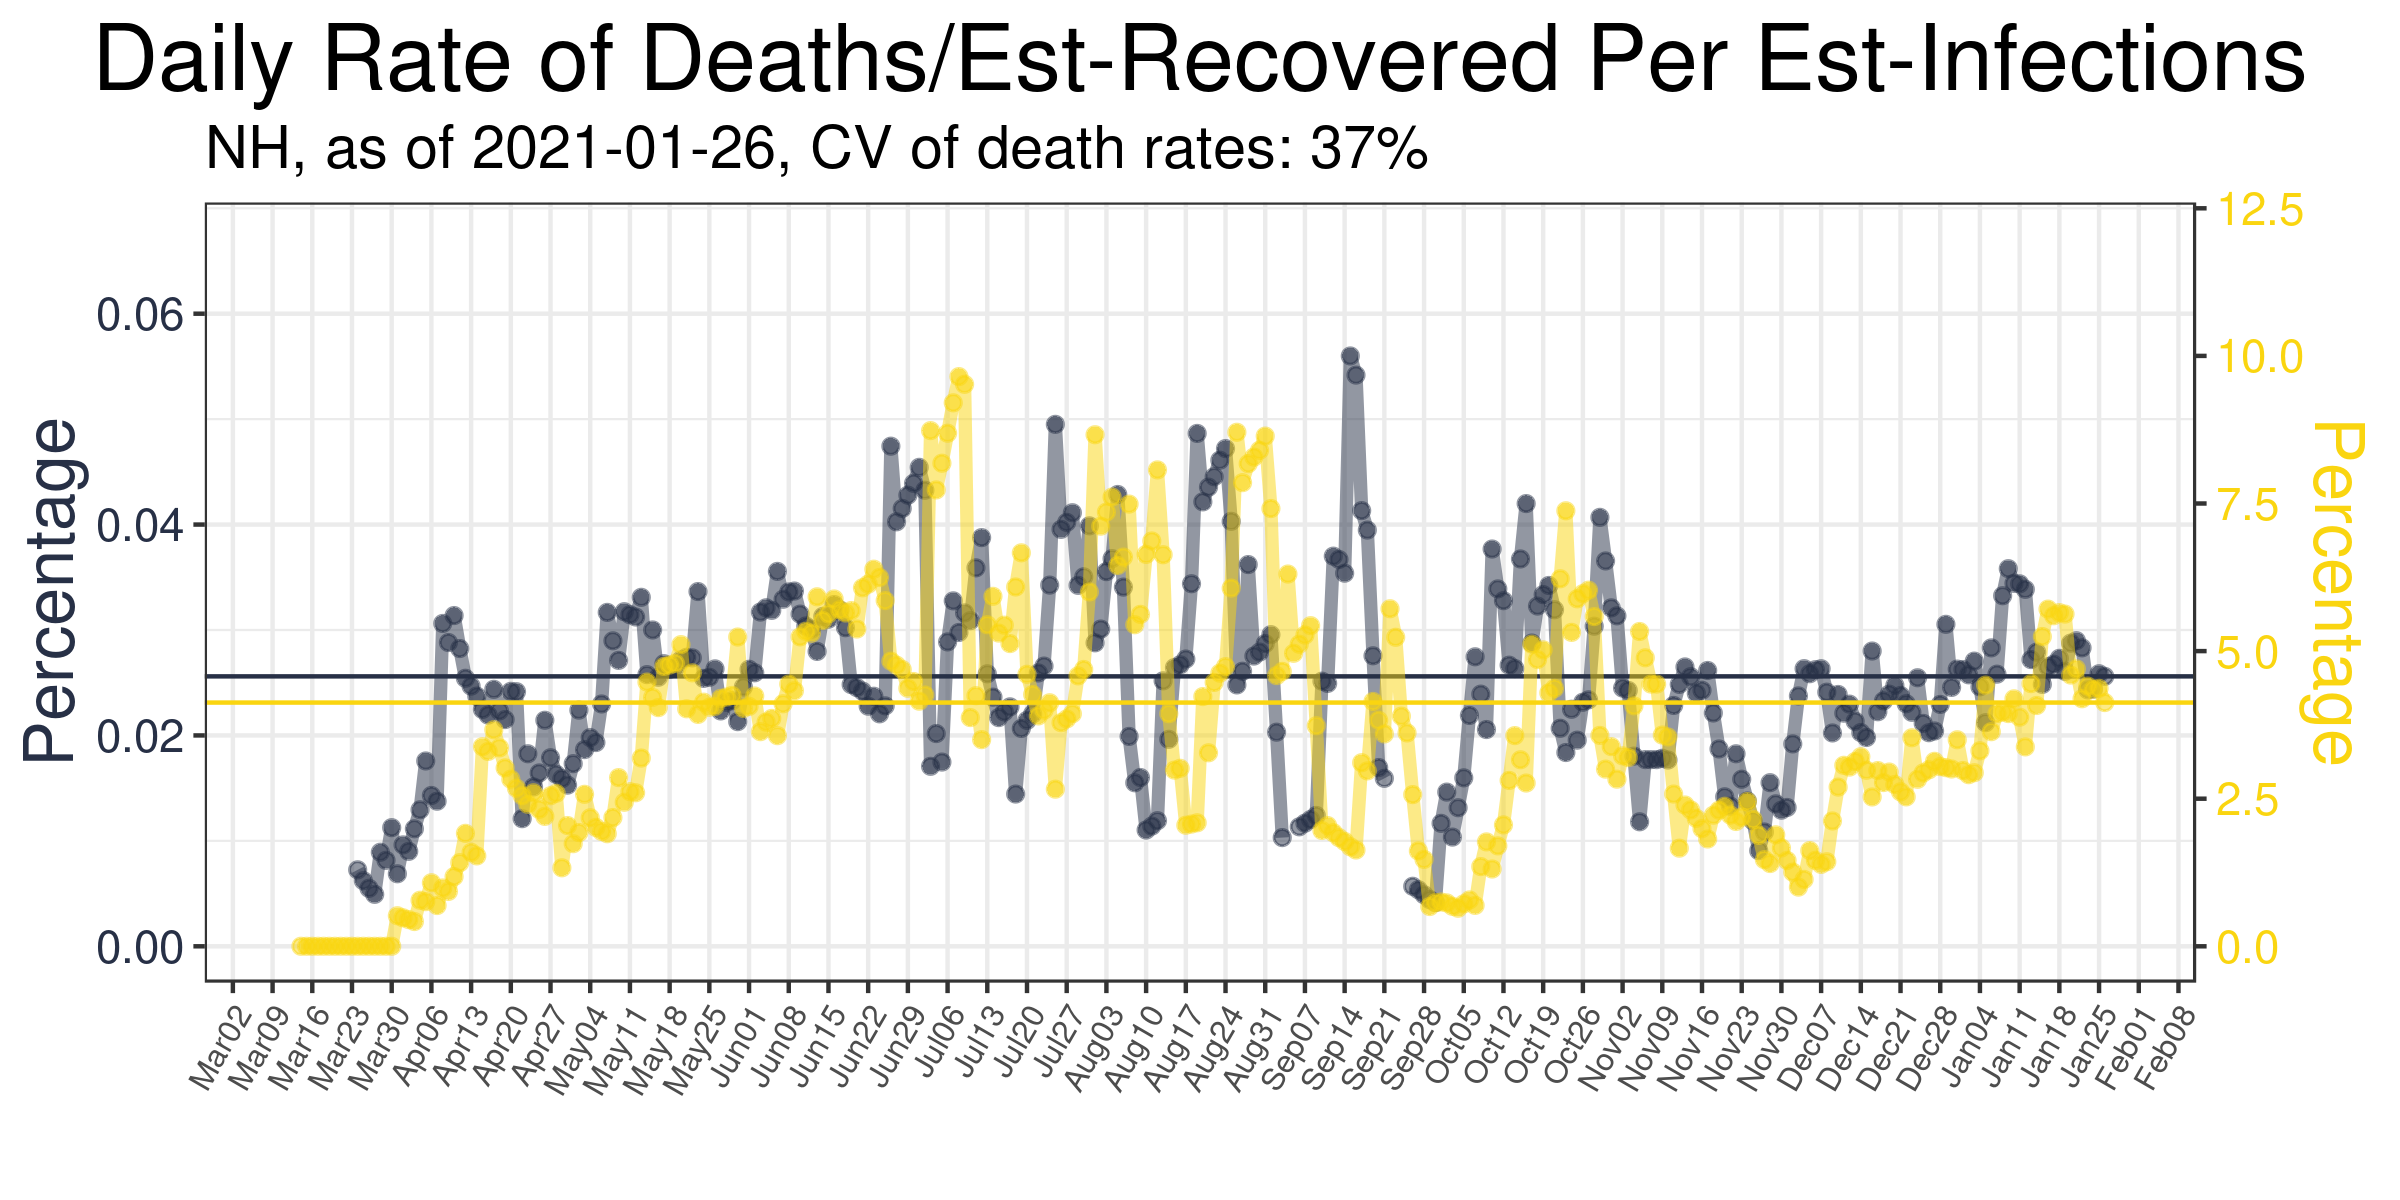 Daily Rate of Deaths/Est-Recovered Per Est-Infections
NH, as of 2021-01-26, CV of death rates: 37%
Percentage
0.06
0.04
0.02
0.00
12.5
10.0
7.5
5.0
2.5
0.0
Percentage
Mar02
Mar09
Mar16
Mar23
Mar30
Apr06
Apr13
Apr20
Apr27
May04
May11
May18
May25
Jun01
Jun08
Jun15
Jun22
Jun29
Jul06
Jul13
Jul20
Jul27
Aug03
Aug10
Aug17
Aug24
Aug31
Sep07
Sep14
Sep21
Sep28
Oct05
Oct12
Oct19
Oct26
Nov02
Nov09
Nov16
Nov23
Nov30
Dec07
Dec14
Dec21
Dec28
Jan04
Jan11
Jan18
Jan25
Feb01
Feb08